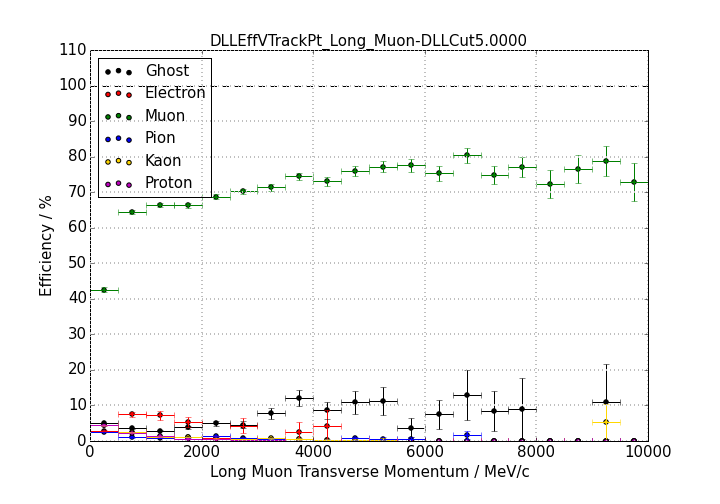 DLLEffVTrackPt_Long_Muon-DLLCut5.0000
110
100
90
80
70
60
50
40
30
20
10
0
Efficiency / %
Ghost
Electron
Muon
Pion
Kaon
Proton
0 2000 4000 6000 8000 10000
Long Muon Transverse Momentum / MeV/c